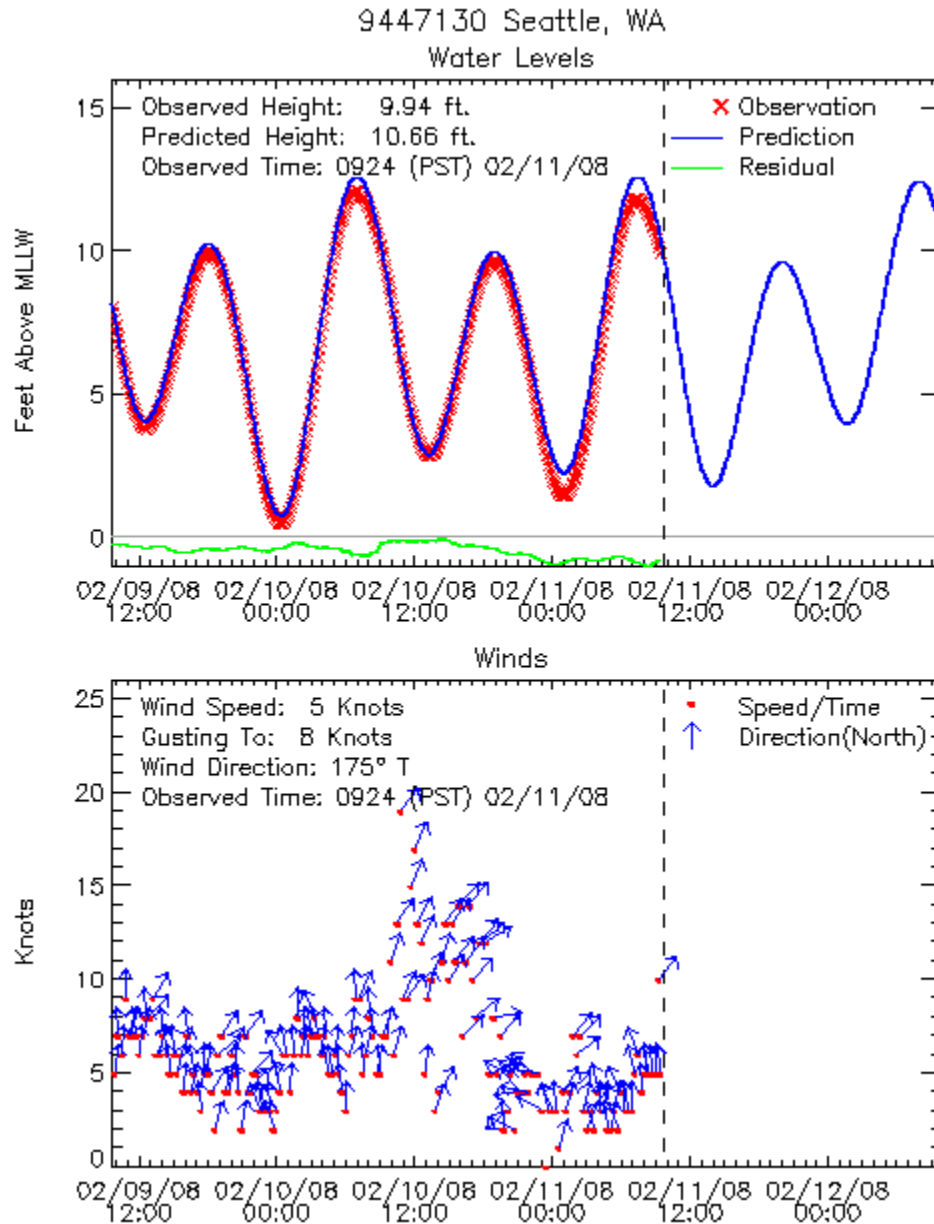 9447130 Seattle, WA
Water Levels
Observed Height: 9.94 ft.
Predicted Height: 10.66 ft.
Observed Time: 0924 (PST) 02/11/08
Observation
Prediction
Residual
15
10
5
0
Feet Above MLLW
02/09/08 02/10/08 02/10/08 02/11/08 02/11/08 02/12/08
12:00 00:00 12:00 00:00 12:00 00:00
Winds
Wind Speed: 5 Knots
Gusting To: 8 Knots
Wind Direction: 175° T
Observed Time: 0924 (PST) 02/11/08
Speed/Time
Direction(North)
25
20
15
10
5
0
Knots
02/09/08 02/10/08 02/10/08 02/11/08 02/11/08 02/12/08
12:00 00:00 12:00 00:00 12:00 00:00